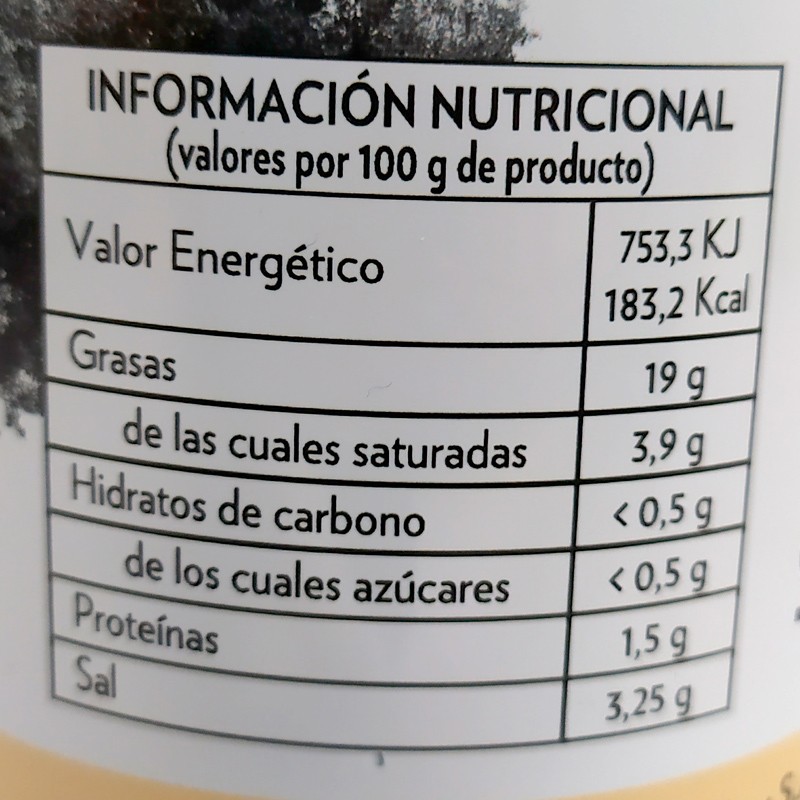 INFORMACIÓN NUTRICIONAL
(valores por 100 g de producto)
Valor Energético 753,3 KJ
183,2 Kcal
Grasas 19 g
de las cuales saturadas 3,9 g
Hidratos de carbono < 0,5 g
de los cuales azúcares < 0,5 g
Proteínas 1,5 g
Sal 3,25 g